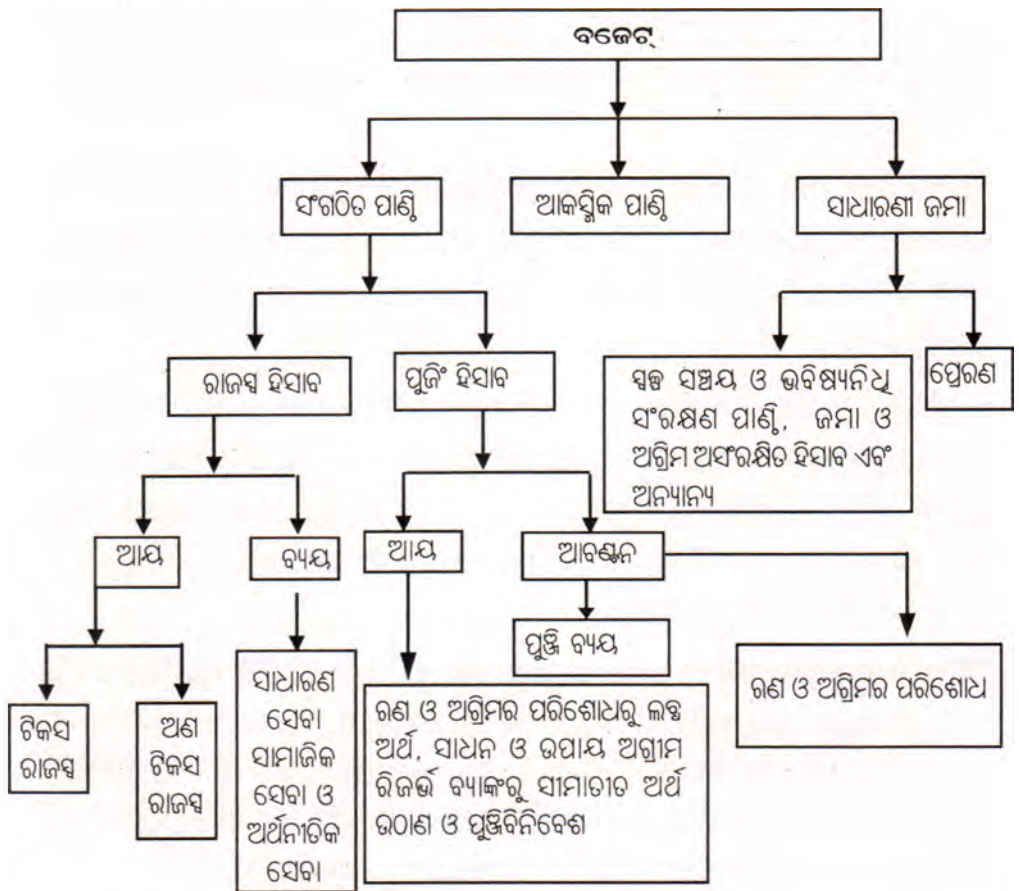 ବଜେଟ୍
ସଂଗଠିତ ପାଣ୍ଠି
ଆକସ୍ମିକ ପାଣ୍ଠି
ସାଧାରଣୀ ଜମା
ରାଜସ୍ୱ ହିସାବ
ପୁଜିଂ ହିସାବ
ସ୍ୱଳ୍ପ ସଞ୍ଚୟ ଓ ଭବିଷ୍ୟନିଧି
ସଂରକ୍ଷଣ ପାଣ୍ଠି, ଜମା ଓ
ଅଗ୍ରିମ ଅସଂରକ୍ଷିତ ହିସାବ ଏବଂ
ଅନ୍ୟାନ୍ୟ
ପ୍ରେରଣ
ଆୟ
ବ୍ୟୟ
ଆୟ
ଆବଣ୍ଟନ
ଟିକସ
ରାଜସ୍ୱ
ଅଣ
ଟିକସ
ରାଜସ୍ୱ
ସାଧାରଣ
ସେବା
ସାମାଜିକ
ସେବା ଓ
ଅର୍ଥନୀତିକ
ସେବା
ଋଣ ଓ ଅଗ୍ରିମର ପରିଶୋଧରୁ ଲବ୍ଧ
ଅର୍ଥ, ସାଧନ ଓ ଉପାୟ ଅଗ୍ରୀମ
ରିଜର୍ଭ ବ୍ୟାଙ୍କରୁ ସୀମାତୀତ ଅର୍ଥ
ଉଠାଣ ଓ ପୁଞ୍ଜିବିନିବେଶ
ପୁଞ୍ଜି ବ୍ୟୟ
ଋଣ ଓ ଅଗ୍ରିମର ପରିଶୋଧ